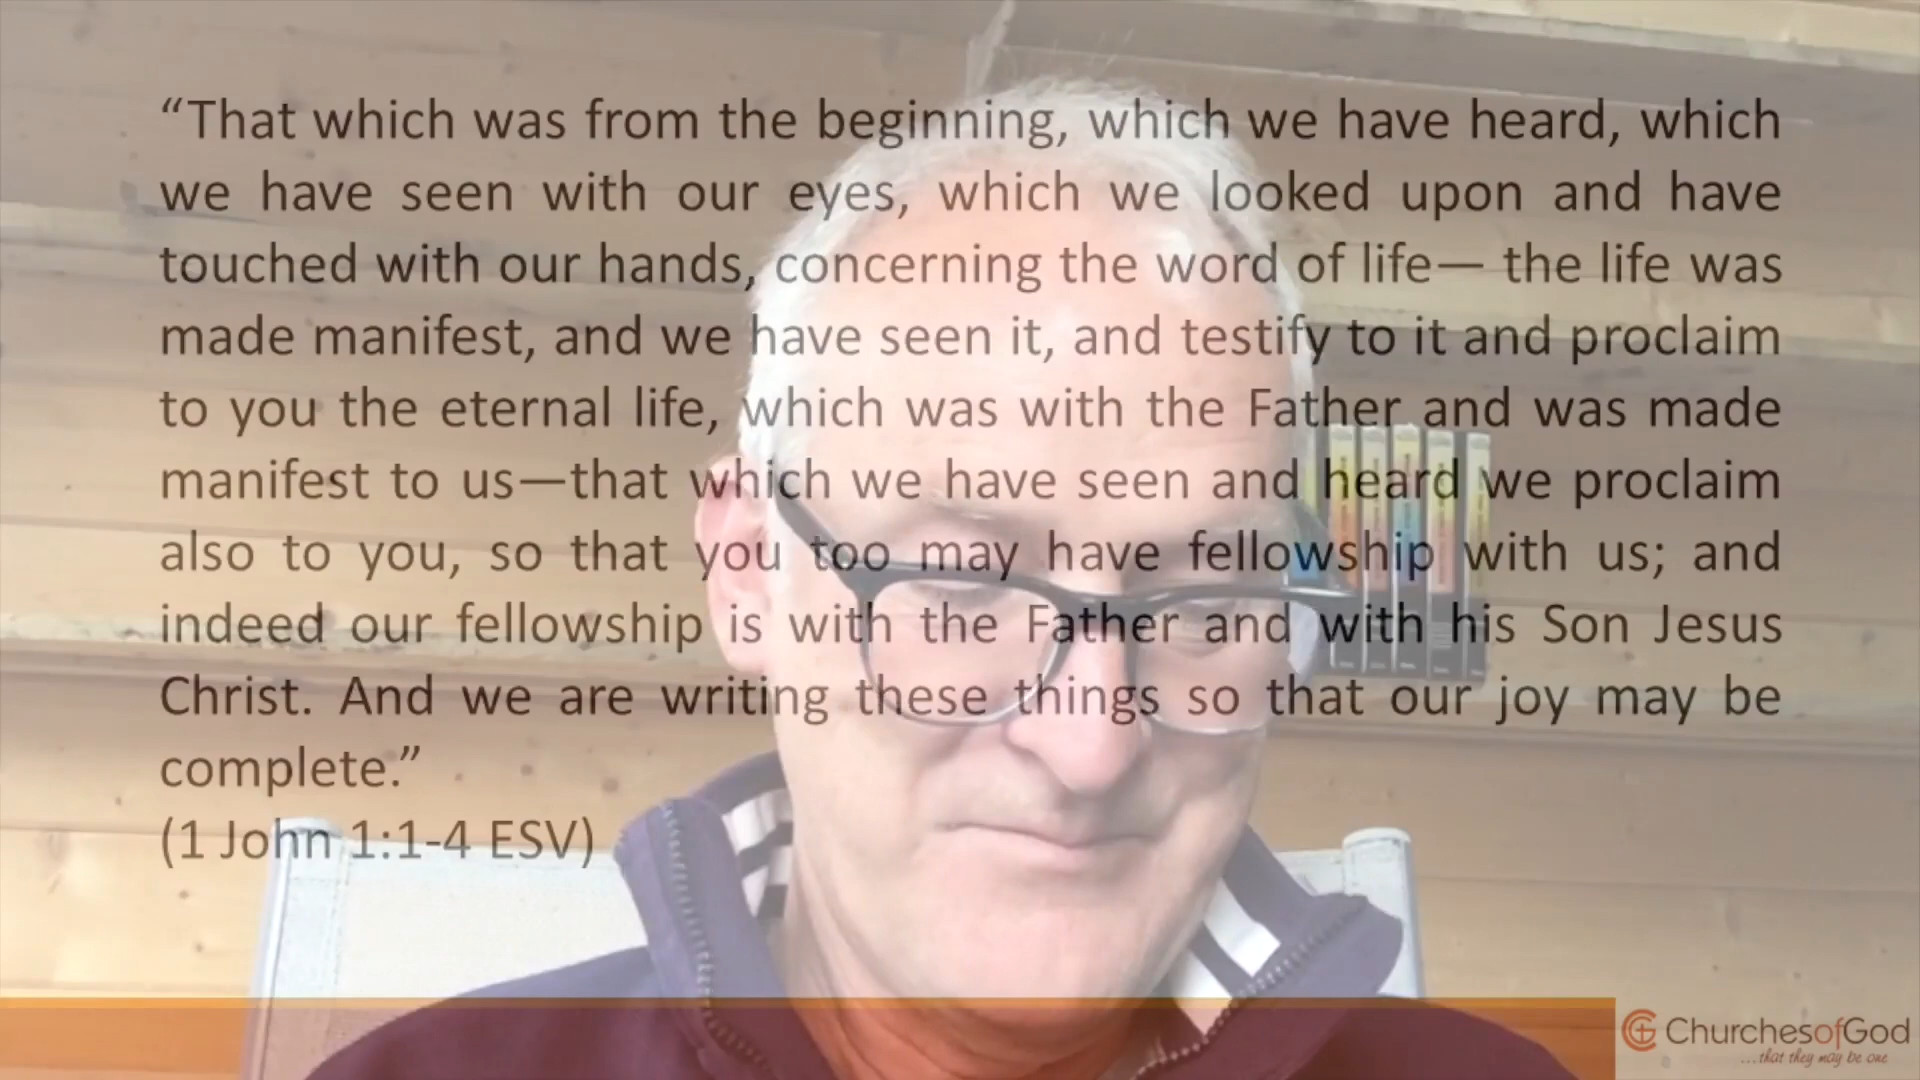 “That which was from the beginning, which we have heard, which
we have seen with our eyes, which we looked upon and have
touched with our hands, concerning the word of life— the life was
made manifest, and we have seen it, and testify to it and proclaim
to you the eternal life, which was with the Father and was made
manifest to us—that which we have seen and heard we proclaim
also to you, so that you too may have fellowship with us; and
indeed our fellowship is with the Father and with his Son Jesus
Christ. And we are writing these things so that our joy may be
complete.”
(1 John 1:1-4 ESV)
ChurchesofGod
...that they may be one